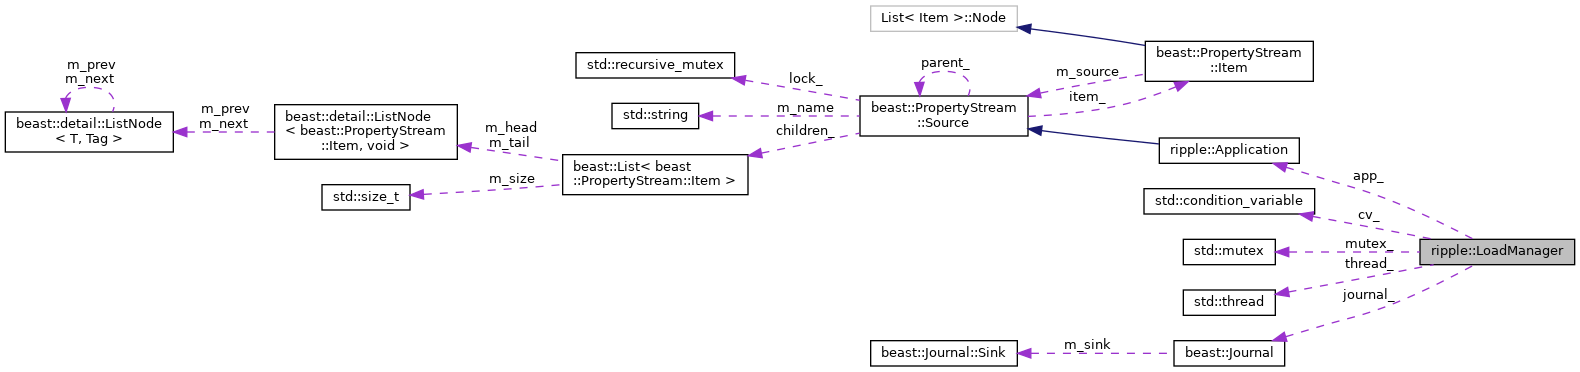 List< Item >::Node
beast::PropertyStream
::Item
std::recursive_mutex
lock_
parent_
m_source
item_
m_prev
m_next
beast::detail::ListNode
< T, Tag >
m_prev
m_next
beast::detail::ListNode
< beast::PropertyStream
::Item, void >
m_head
m_tail
std::string
m_name
children_
beast::PropertyStream
::Source
beast::List< beast
::PropertyStream::Item >
m_size
std::size_t
ripple::Application
app_
std::condition_variable
cv_
std::mutex
mutex_
ripple::LoadManager
thread_
std::thread
journal_
beast::Journal::Sink
m_sink
beast::Journal